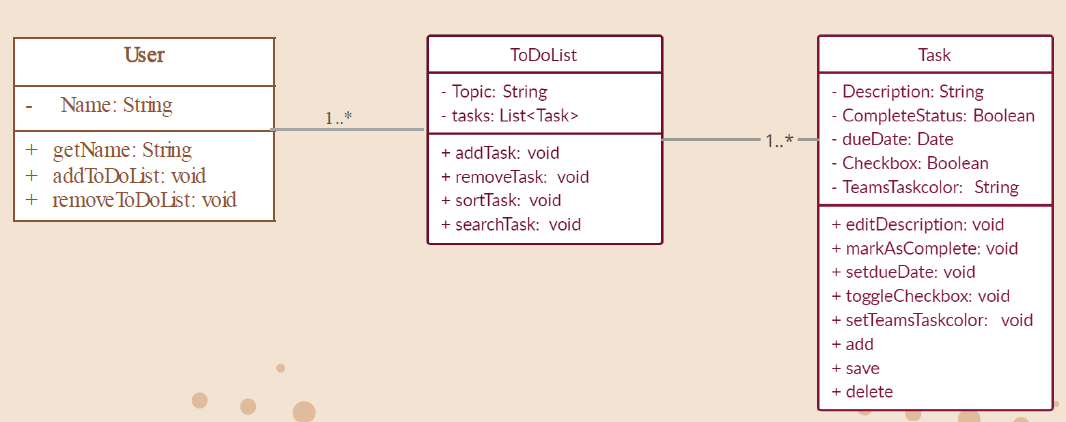 User
- Name: String
+ getName: String
+ addToDoList: void
+ removeToDoList: void
1..*
ToDoList
- Topic: String
- tasks: List<Task>
+ addTask: void
+ removeTask: void
+ sortTask: void
+ searchTask: void
1..*
Task
- Description: String
- CompleteStatus: Boolean
- dueDate: Date
- Checkbox: Boolean
- TeamsTaskcolor: String
+ editDescription: void
+ markAsComplete: void
+ setdueDate: void
+ toggleCheckbox: void
+ setTeamsTaskcolor: void
+ add
+ save
+ delete